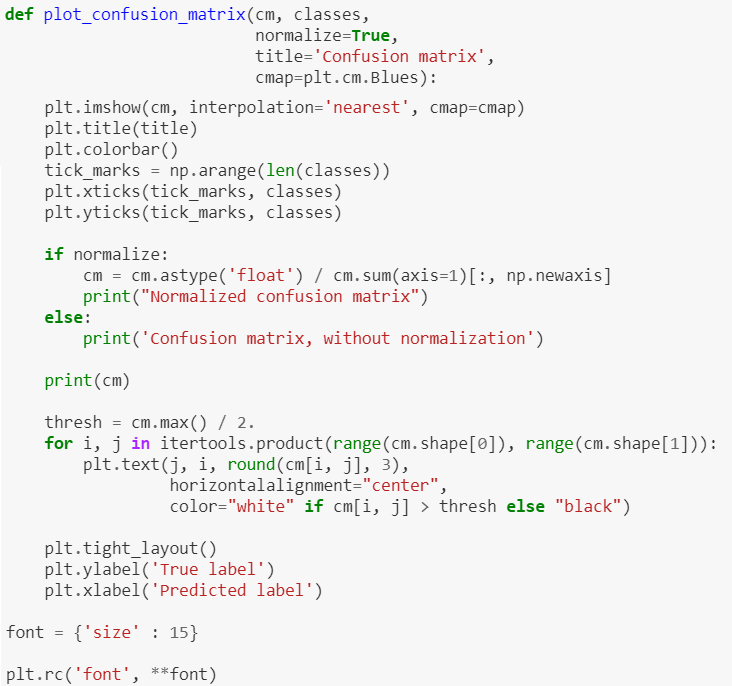 def plot_confusion_matrix(cm, classes,
                          normalize=True,
                          title='Confusion matrix',
                          cmap=plt.cm.Blues):
    plt.imshow(cm, interpolation='nearest', cmap=cmap)
    plt.title(title)
    plt.colorbar()
    tick_marks = np.arange(len(classes))
    plt.xticks(tick_marks, classes)
    plt.yticks(tick_marks, classes)

    if normalize:
        cm = cm.astype('float') / cm.sum(axis=1)[:, np.newaxis]
        print("Normalized confusion matrix")
    else:
        print('Confusion matrix, without normalization')

    print(cm)

    thresh = cm.max() / 2.
    for i, j in itertools.product(range(cm.shape[0]), range(cm.shape[1])):
        plt.text(j, i, round(cm[i, j], 3),
                 horizontalalignment="center",
                 color="white" if cm[i, j] > thresh else "black")

    plt.tight_layout()
    plt.ylabel('True label')
    plt.xlabel('Predicted label')

font = {'size' : 15}

plt.rc('font', **font)